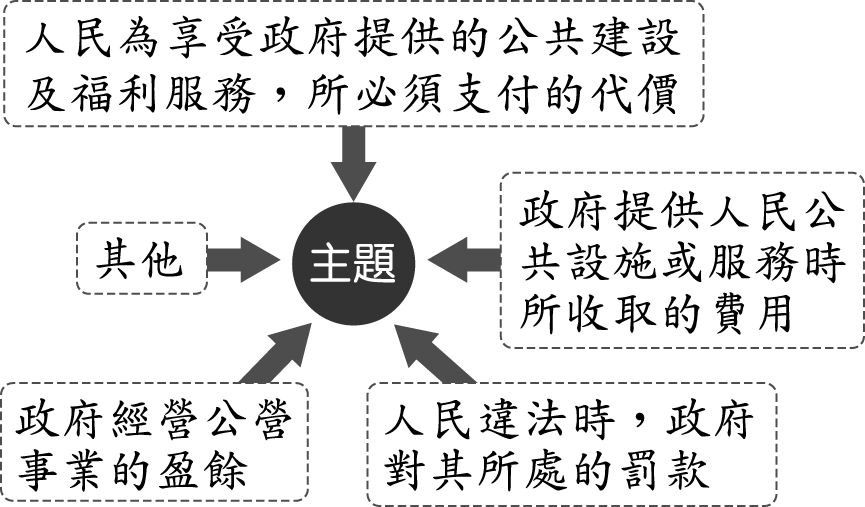 人民為享受政府提供的公共建設
及福利服務，所必須支付的代價
主題
其他
政府提供人民公
共設施或服務時
所收取的費用
政府經營公營
事業的盈餘
人民違法時，政府
對其所處的罰款